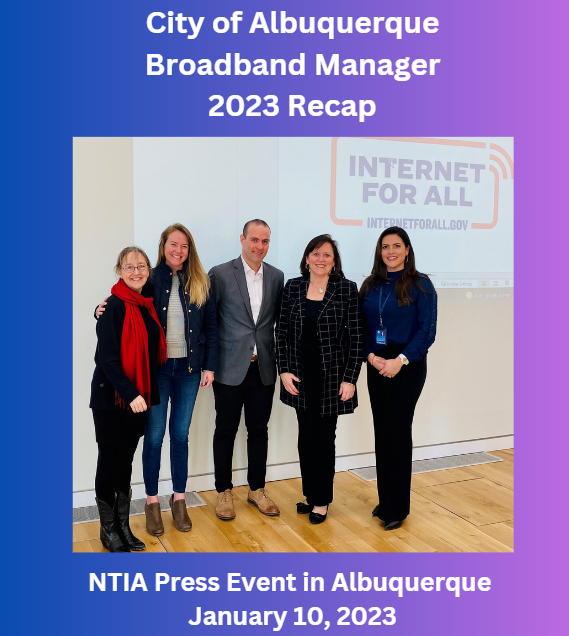 City of Albuquerque
Broadband Manager
2023 Recap
INTERNET
FOR ALL
INTERNETFORALL.GOV
NTIA Press Event in Albuquerque
January 10, 2023